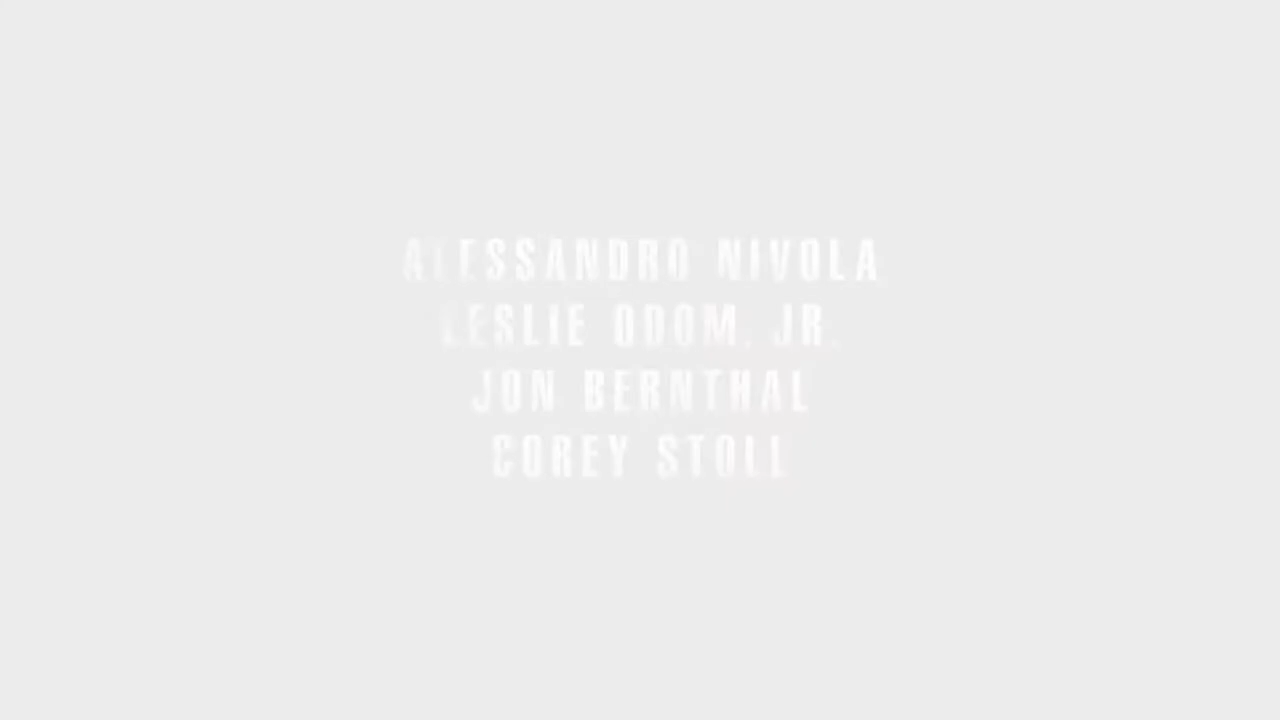 ALESSANDRO NIVOLA
LESLIE ODOM, JR.
JON BERNTHAL
COREY STOLL